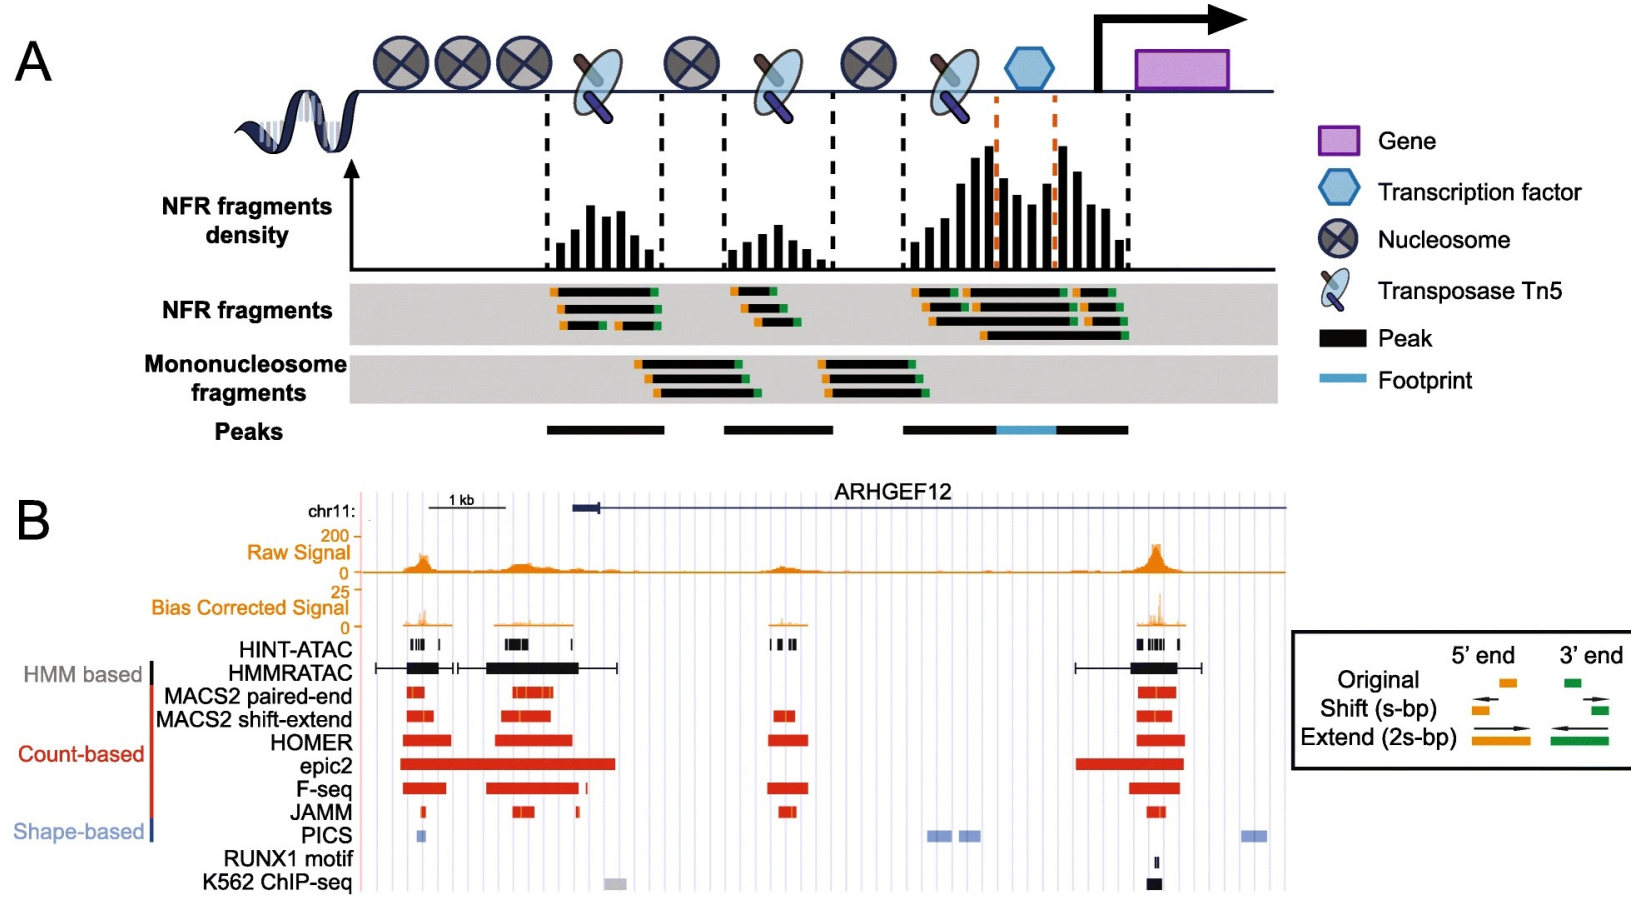 A
NFR fragments
density
NFR fragments
Mononucleosome
fragments
Peaks
Gene
Transcription factor
Nucleosome
Transposase Tn5
Peak
Footprint
B
ARHGEF12
1 kb
chr11:
200
Raw Signal
0
25
Bias Corrected Signal
0
HINT-ATAC
HMM based
HMMRATAC
MACS2 paired-end
MACS2 shift-extend
HOMER
Count-based
epic2
F-seq
JAMM
Shape-based
PICS
RUNX1 motif
K562 ChIP-seq
5' end 3' end
Original
Shift (s-bp)
Extend (2s-bp)